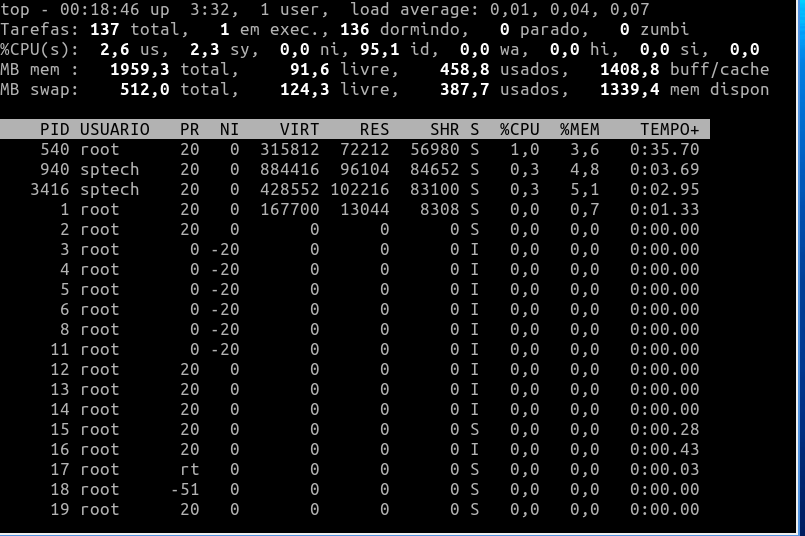 top - 00:18:46 up  3:32,  1 user,  load average: 0,01, 0,04, 0,07
Tarefas: 137 total,   1 em exec., 136 dormindo,   0 parado,   0 zumbi
%CPU(s):  2,6 us,  2,3 sy,  0,0 ni, 95,1 id,  0,0 wa,  0,0 hi,  0,0 si,  0,0
MB mem :   1959,3 total,     91,6 livre,    458,8 usados,   1408,8 buff/cache
MB swap:    512,0 total,    124,3 livre,    387,7 usados,   1339,4 mem dispon
PID USUARIO   PR  NI    VIRT    RES    SHR S  %CPU  %MEM    TEMPO+
540 root      20   0  315812  72212  56980 S   1,0   3,6   0:35.70
940 sptech    20   0  884416  96104  84652 S   0,3   4,8   0:03.69
3416 sptech    20   0  428552 102216  83100 S   0,3   5,1   0:02.95
1 root      20   0  167700  13044   8308 S   0,0   0,7   0:01.33
2 root      20   0       0      0      0 S   0,0   0,0   0:00.00
3 root       0 -20       0      0      0 I   0,0   0,0   0:00.00
4 root       0 -20       0      0      0 I   0,0   0,0   0:00.00
5 root       0 -20       0      0      0 I   0,0   0,0   0:00.00
6 root       0 -20       0      0      0 I   0,0   0,0   0:00.00
8 root       0 -20       0      0      0 I   0,0   0,0   0:00.00
11 root       0 -20       0      0      0 I   0,0   0,0   0:00.00
12 root      20   0       0      0      0 I   0,0   0,0   0:00.00
13 root      20   0       0      0      0 I   0,0   0,0   0:00.00
14 root      20   0       0      0      0 I   0,0   0,0   0:00.00
15 root      20   0       0      0      0 S   0,0   0,0   0:00.28
16 root      20   0       0      0      0 I   0,0   0,0   0:00.43
17 root      rt   0       0      0      0 S   0,0   0,0   0:00.03
18 root     -51   0       0      0      0 S   0,0   0,0   0:00.00
19 root      20   0       0      0      0 S   0,0   0,0   0:00.00